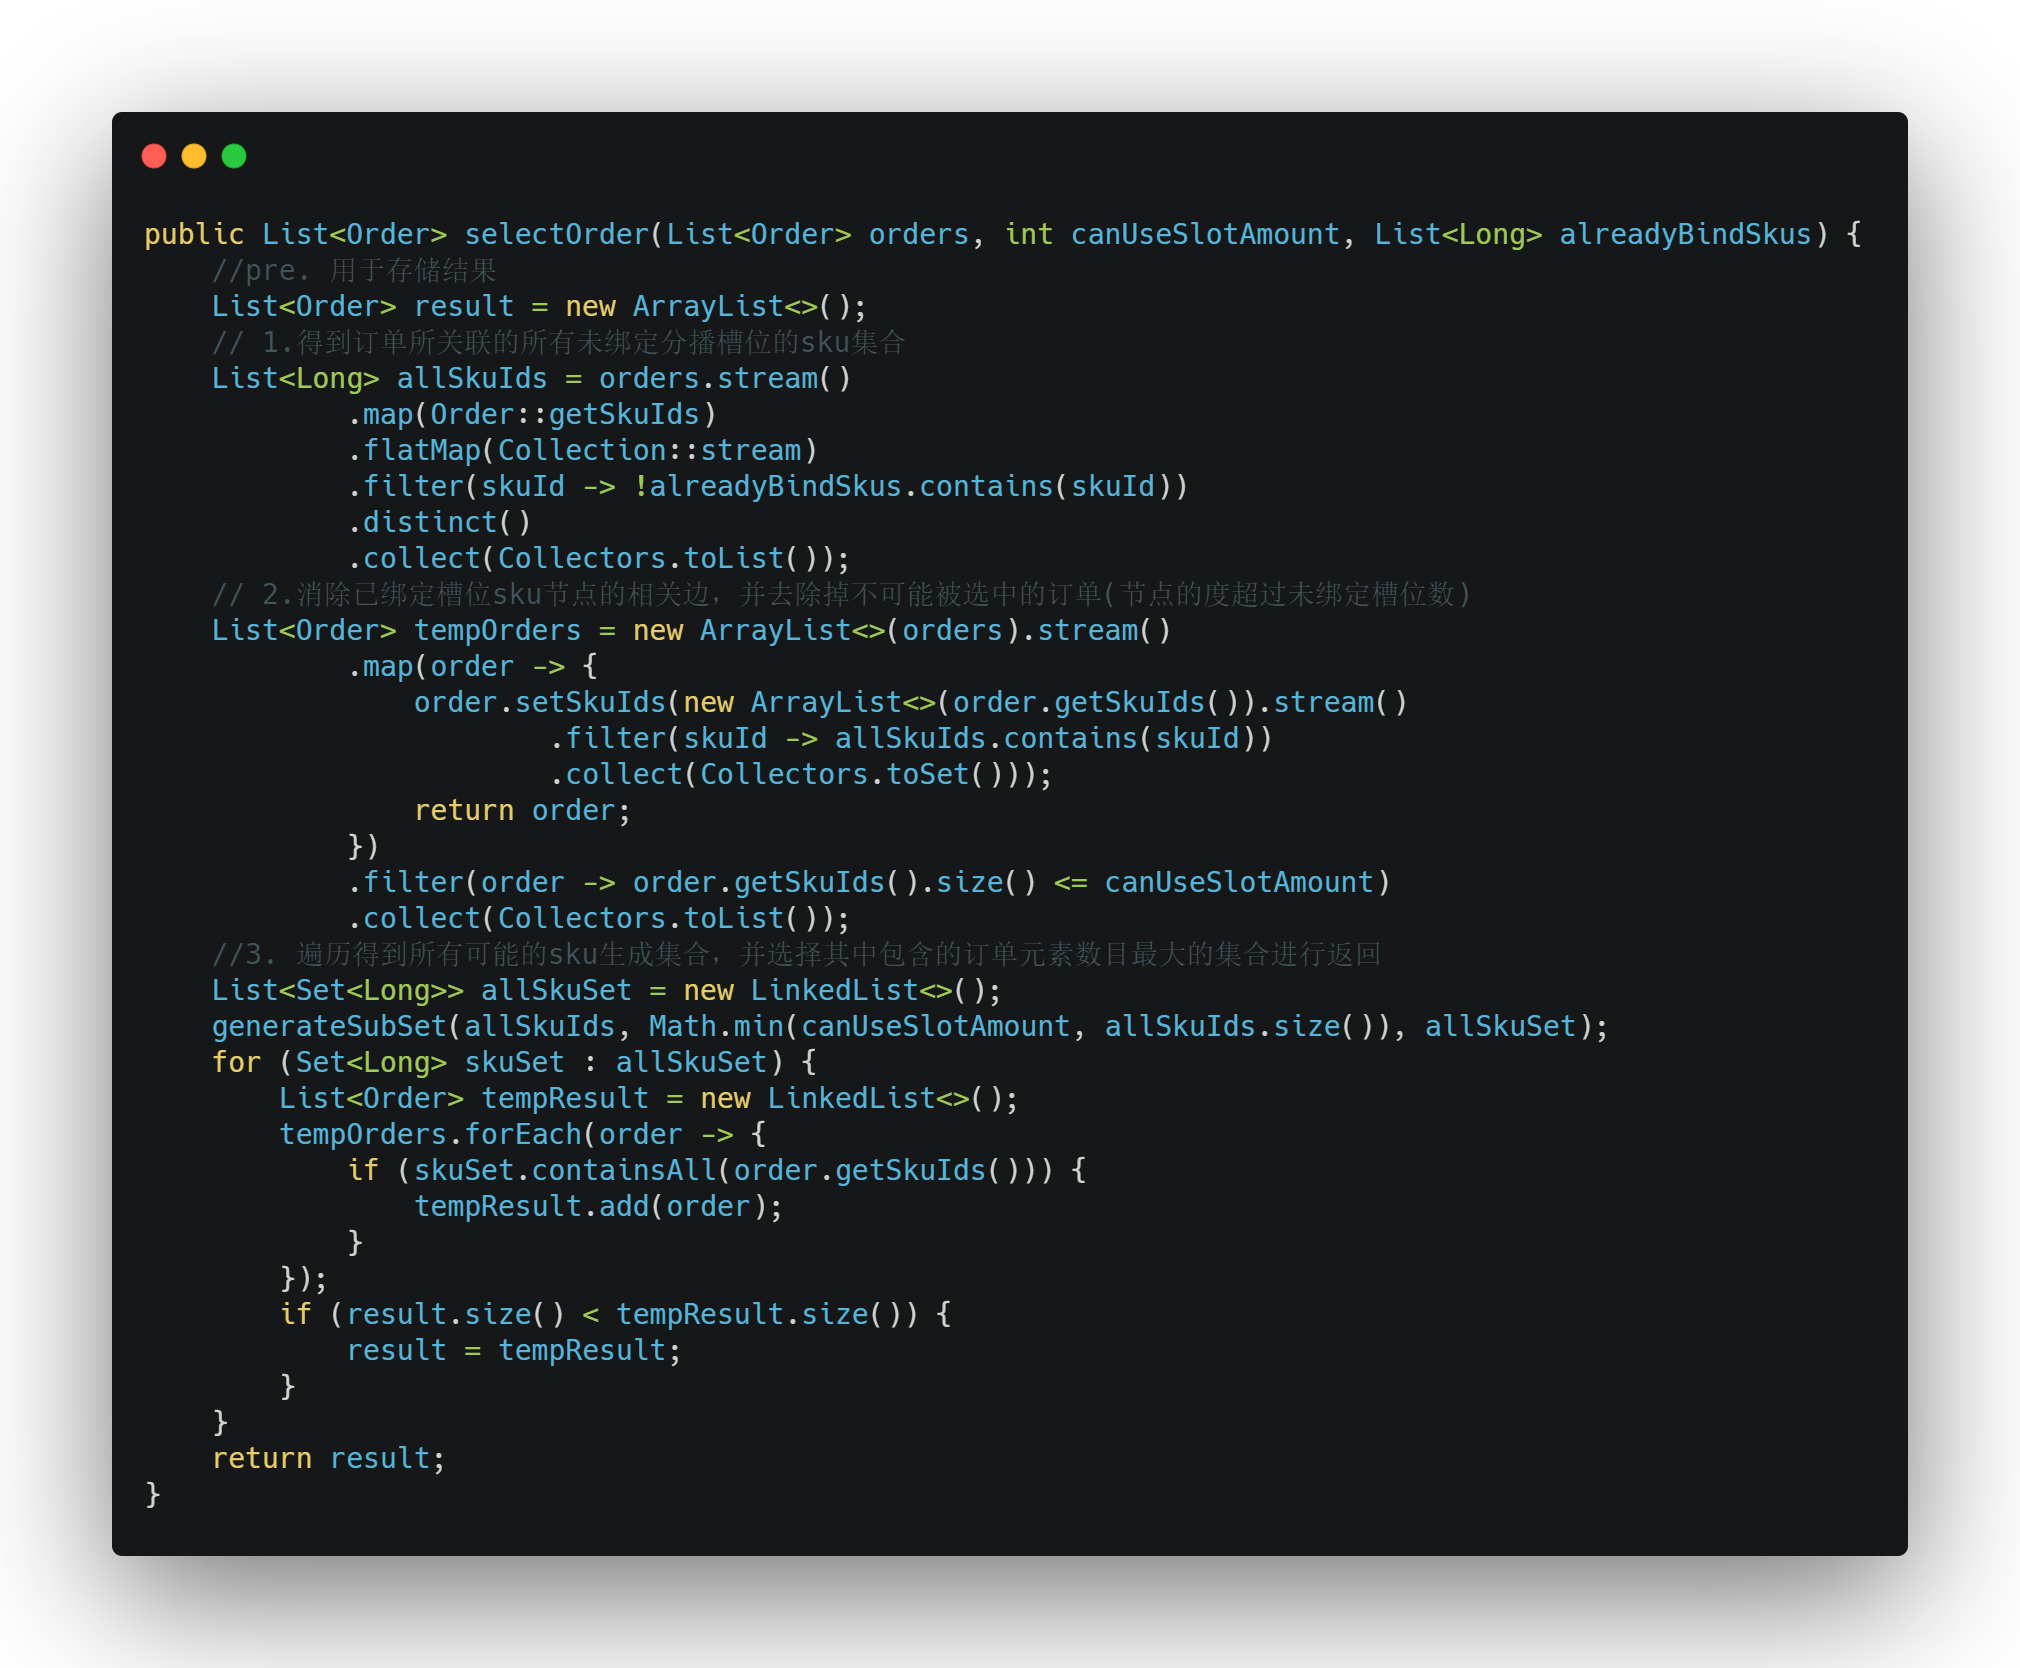 public List<Order> selectOrder(List<Order> orders, int canUseSlotAmount, List<Long> alreadyBindSkus) {
    //pre. 用于存储结果
    List<Order> result = new ArrayList<>();
    // 1.得到订单所关联的所有未绑定分播槽位的sku集合
    List<Long> allSkuIds = orders.stream()
            .map(Order::getSkuIds)
            .flatMap(Collection::stream)
            .filter(skuId -> !alreadyBindSkus.contains(skuId))
            .distinct()
            .collect(Collectors.toList());
    // 2.消除已绑定槽位sku节点的相关边，并去除掉不可能被选中的订单(节点的度超过未绑定槽位数)
    List<Order> tempOrders = new ArrayList<>(orders).stream()
            .map(order -> {
                order.setSkuIds(new ArrayList<>(order.getSkuIds()).stream()
                        .filter(skuId -> allSkuIds.contains(skuId))
                        .collect(Collectors.toSet()));
                return order;
            })
            .filter(order -> order.getSkuIds().size() <= canUseSlotAmount)
            .collect(Collectors.toList());
    //3. 遍历得到所有可能的sku生成集合，并选择其中包含的订单元素数目最大的集合进行返回
    List<Set<Long>> allSkuSet = new LinkedList<>();
    generateSubSet(allSkuIds, Math.min(canUseSlotAmount, allSkuIds.size()), allSkuSet);
    for (Set<Long> skuSet : allSkuSet) {
        List<Order> tempResult = new LinkedList<>();
        tempOrders.forEach(order -> {
            if (skuSet.containsAll(order.getSkuIds())) {
                tempResult.add(order);
            }
        });
        if (result.size() < tempResult.size()) {
            result = tempResult;
        }
    }
    return result;
}